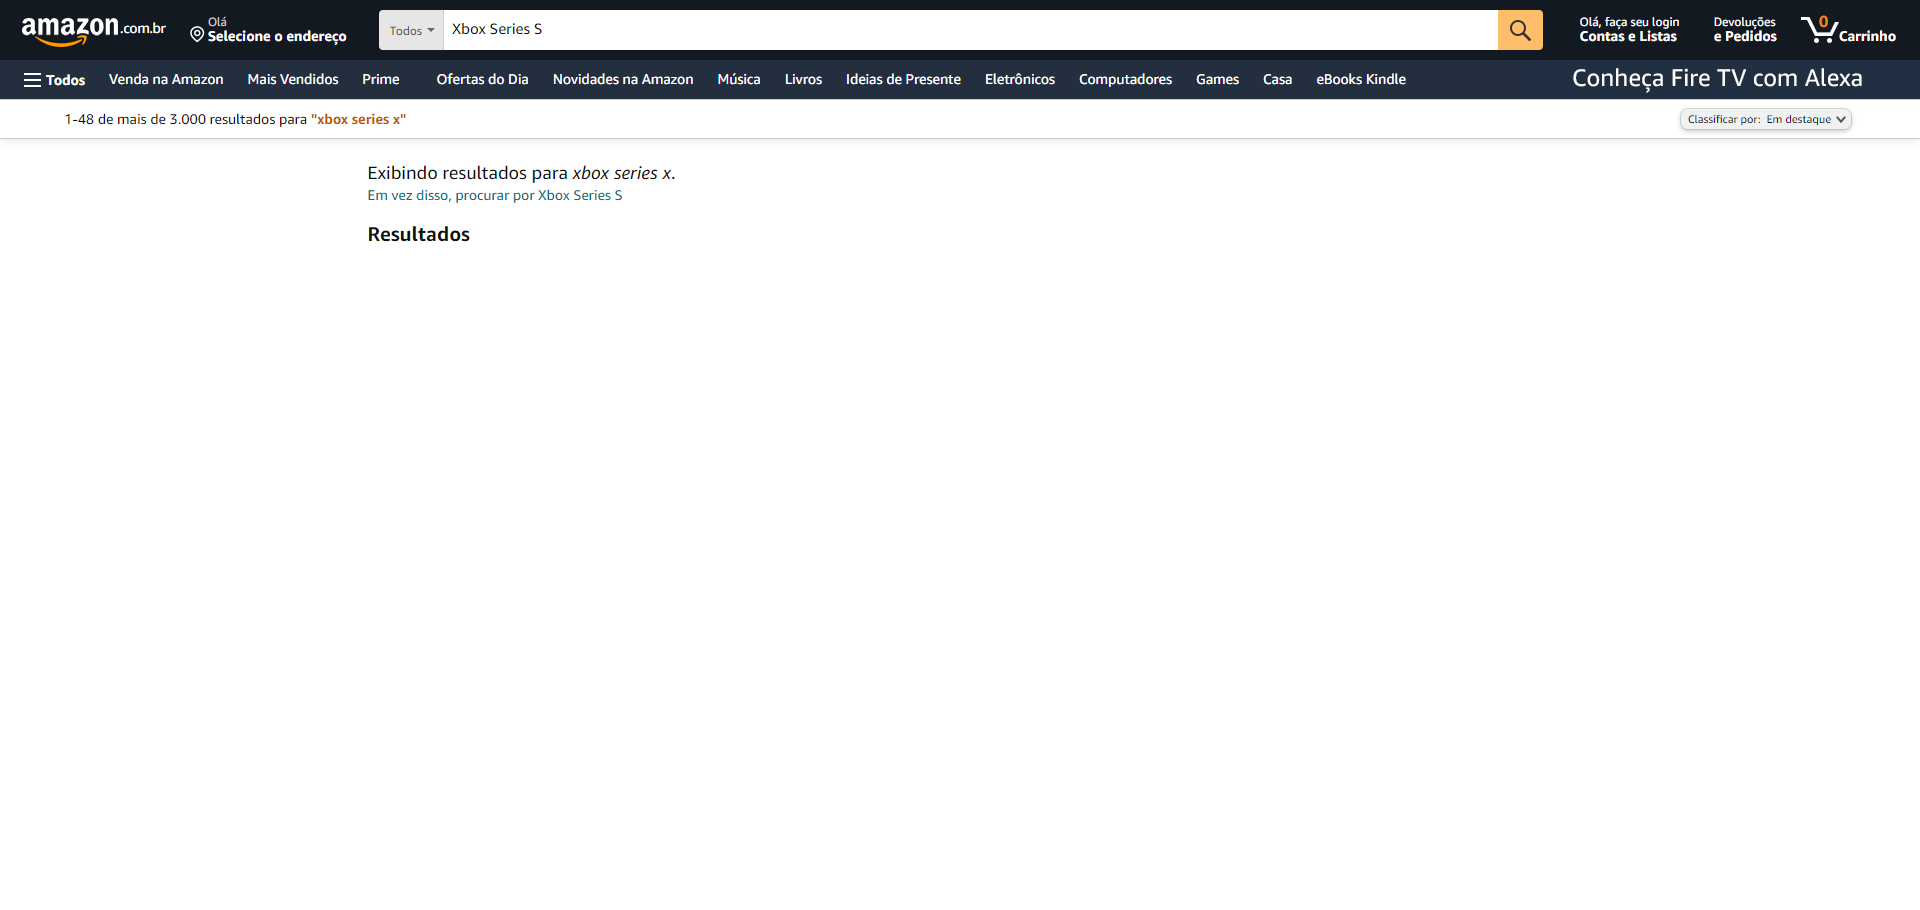 amazon.com.br
Olá
Selecione o endereço
Todos
Xbox Series S
Olá, faça seu login
Contas e Listas
Devoluções
e Pedidos
0
Carrinho
Todos
Venda na Amazon
Mais Vendidos
Prime
Ofertas do Dia
Novidades na Amazon
Música
Livros
Ideias de Presente
Eletrônicos
Computadores
Games
Casa
eBooks Kindle
Conheça Fire TV com Alexa
1-48 de mais de 3.000 resultados para "xbox series x"
Classificar por: Em destaque
Exibindo resultados para xbox series x.
Em vez disso, procurar por Xbox Series S
Resultados